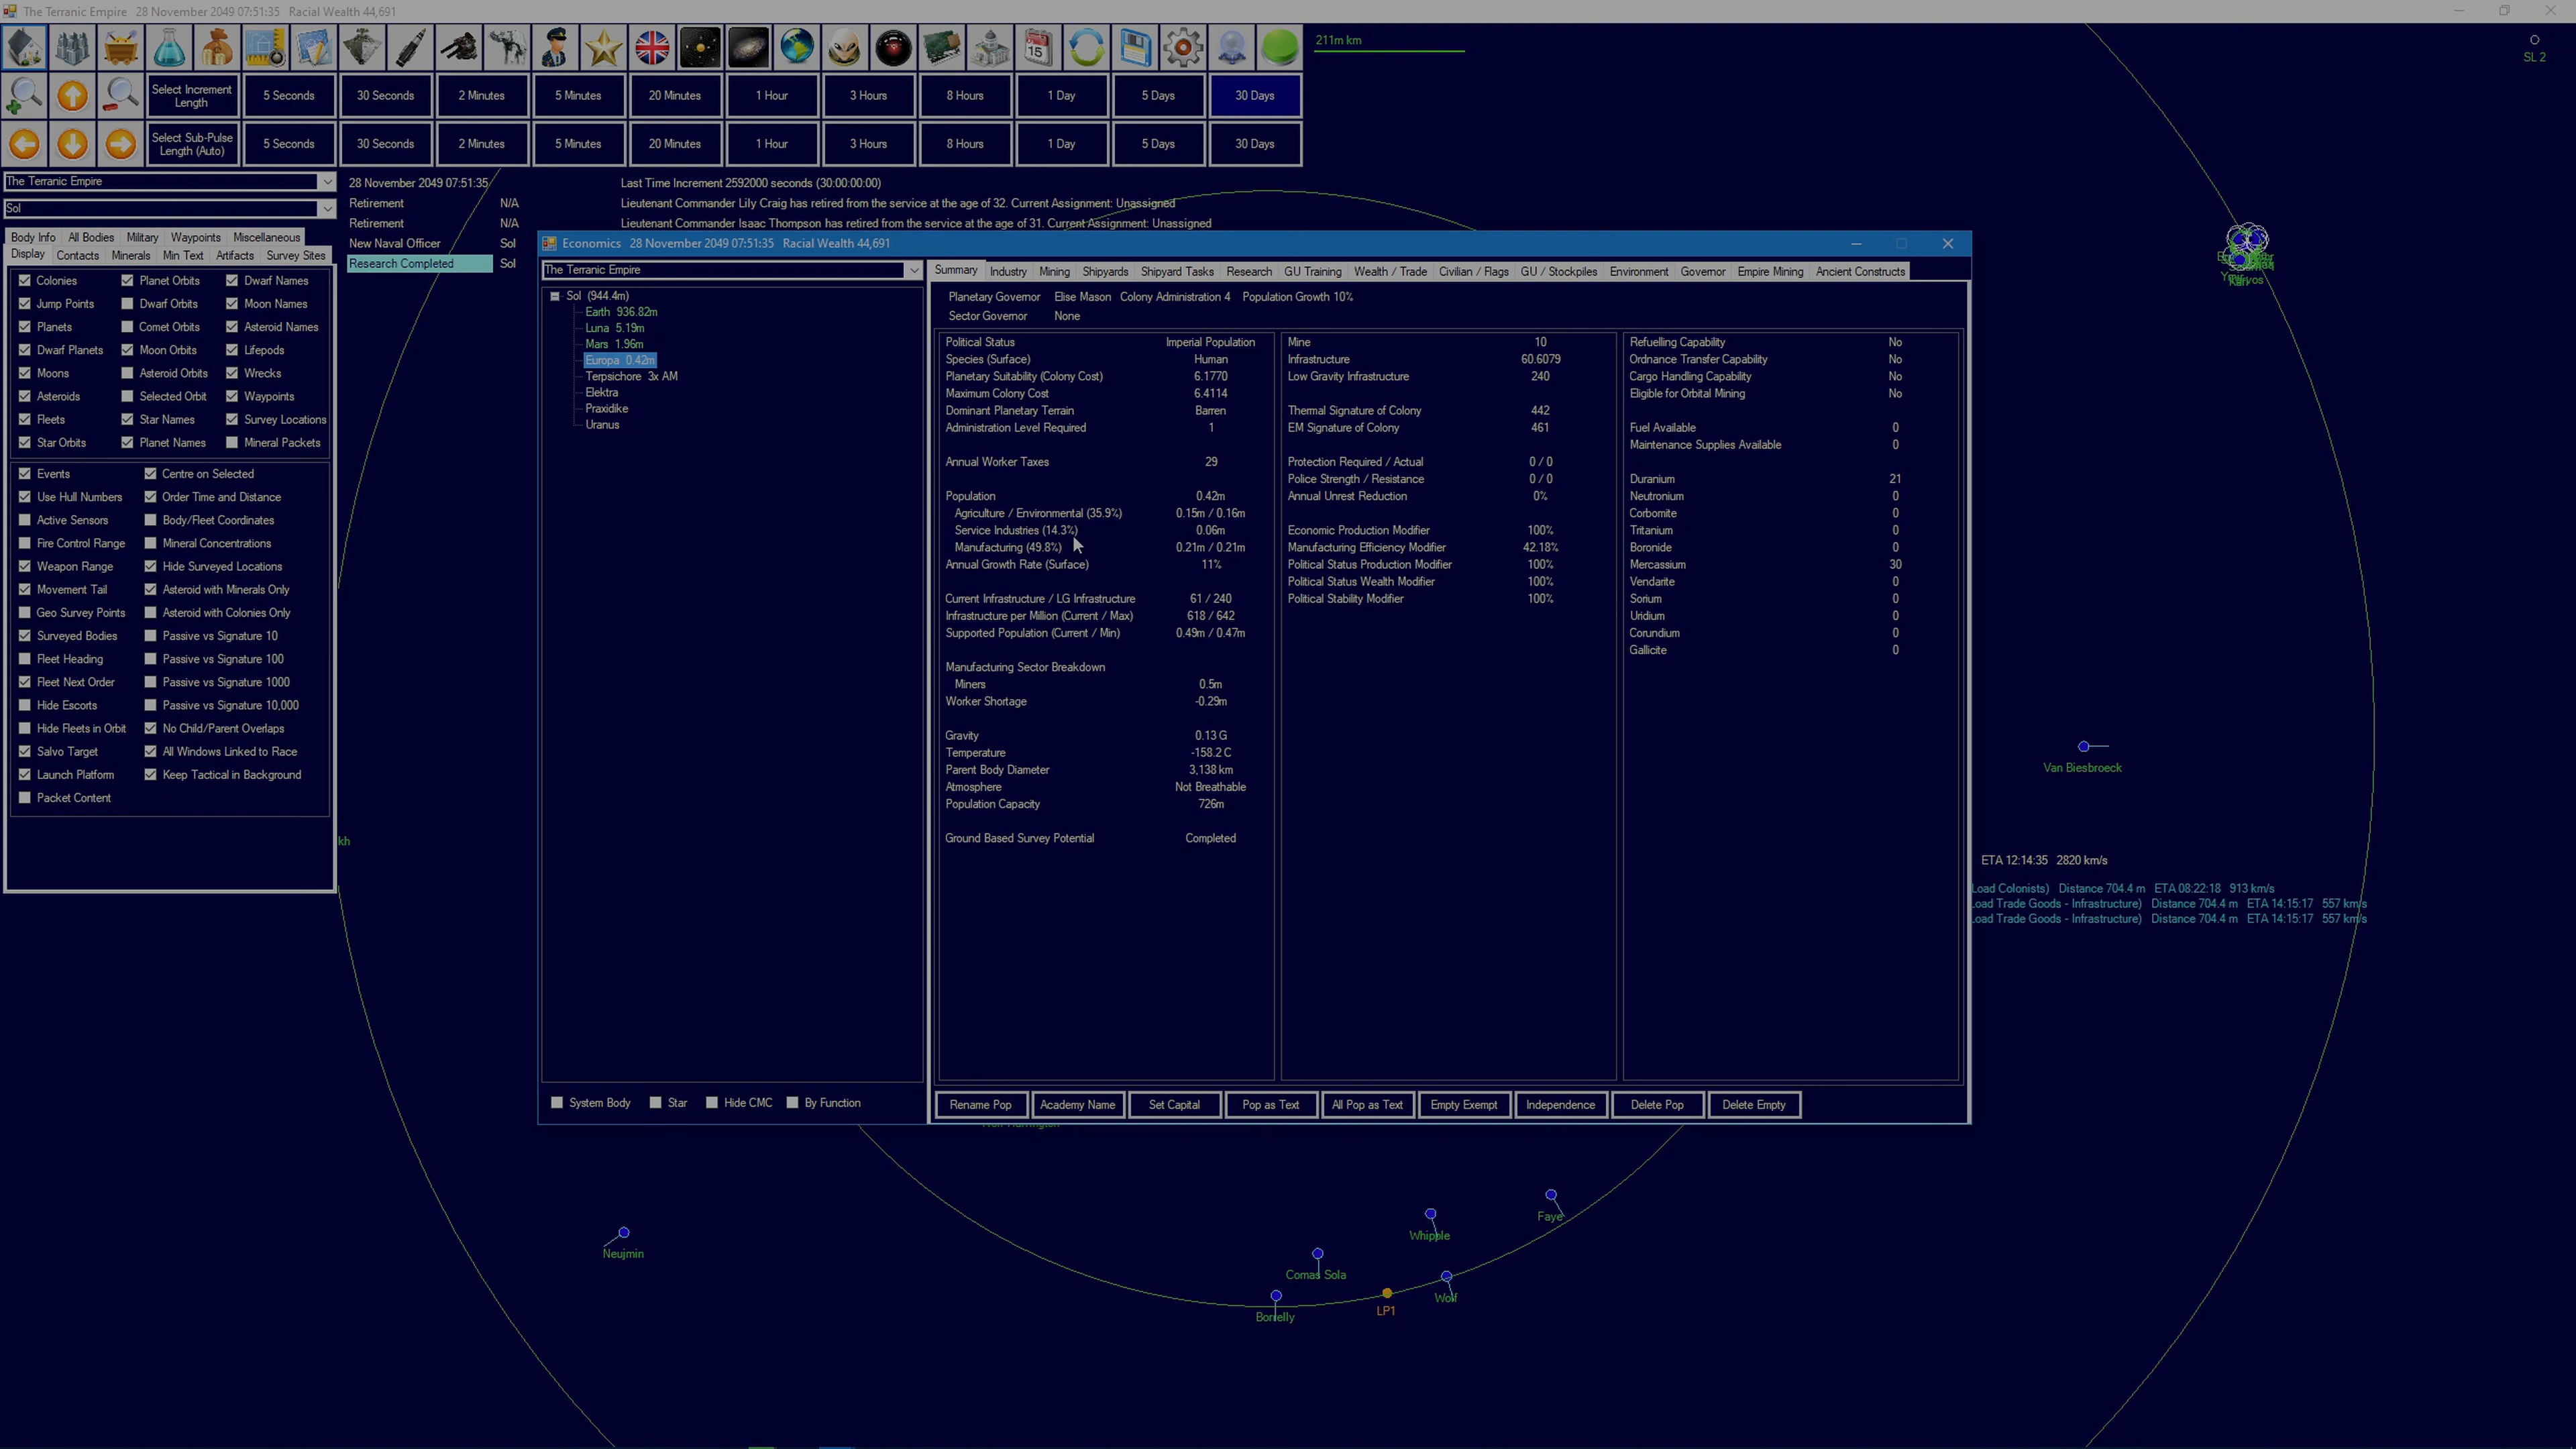 The Terranic Empire 28 November 2049 07:51:35 Racial Wealth 44,691
211m km
SL 2
Select Increment Length 5 Seconds 30 Seconds 2 Minutes 5 Minutes 20 Minutes 1 Hour 3 Hours 8 Hours 1 Day 5 Days 30 Days
Select Sub-Pulse Length (Auto) 5 Seconds 30 Seconds 2 Minutes 5 Minutes 20 Minutes 1 Hour 3 Hours 8 Hours 1 Day 5 Days 30 Days
The Terranic Empire
Sol
28 November 2049 07:51:35 Last Time Increment 2592000 seconds (30:00:00:00)
Retirement N/A Lieutenant Commander Lily Craig has retired from the service at the age of 32. Current Assignment: Unassigned
Retirement N/A Lieutenant Commander Isaac Thompson has retired from the service at the age of 31. Current Assignment: Unassigned
New Naval Officer Sol
Research Completed Sol
Body Info All Bodies Military Waypoints Miscellaneous
Display Contacts Minerals Min Text Artifacts Survey Sites
Colonies Planet Orbits Dwarf Names
Jump Points Dwarf Orbits Moon Names
Planets Comet Orbits Asteroid Names
Dwarf Planets Moon Orbits Lifepods
Moons Asteroid Orbits Wrecks
Asteroids Selected Orbit Waypoints
Fleets Star Names Survey Locations
Star Orbits Planet Names Mineral Packets
Events Centre on Selected
Use Hull Numbers Order Time and Distance
Active Sensors Body/Fleet Coordinates
Fire Control Range Mineral Concentrations
Weapon Range Hide Surveyed Locations
Movement Tail Asteroid with Minerals Only
Geo Survey Points Asteroid with Colonies Only
Surveyed Bodies Passive vs Signature 10
Fleet Heading Passive vs Signature 100
Fleet Next Order Passive vs Signature 1000
Hide Escorts Passive vs Signature 10,000
Hide Fleets in Orbit No Child/Parent Overlaps
Salvo Target All Windows Linked to Race
Launch Platform Keep Tactical in Background
Packet Content
kh
Economics 28 November 2049 07:51:35 Racial Wealth 44,691
The Terranic Empire
Sol (944.4m)
Earth 936.82m
Luna 5.19m
Mars 1.96m
Europa 0.42m
Terpsichore 3x AM
Elektra
Praxidike
Uranus
System Body Star Hide CMC By Function
Summary Industry Mining Shipyards Shipyard Tasks Research GU Training Wealth / Trade Civilian / Flags GU / Stockpiles Environment Governor Empire Mining Ancient Constructs
Planetary Governor Elise Mason Colony Administration 4 Population Growth 10%
Sector Governor None
Political Status Imperial Population
Species (Surface) Human
Planetary Suitability (Colony Cost) 6.1770
Maximum Colony Cost 6.4114
Dominant Planetary Terrain Barren
Administration Level Required 1
Annual Worker Taxes 29
Population 0.42m
Agriculture / Environmental (35.9%) 0.15m / 0.16m
Service Industries (14.3%) 0.06m
Manufacturing (49.8%) 0.21m / 0.21m
Annual Growth Rate (Surface) 11%
Current Infrastructure / LG Infrastructure 61 / 240
Infrastructure per Million (Current / Max) 618 / 642
Supported Population (Current / Min) 0.49m / 0.47m
Manufacturing Sector Breakdown
Miners 0.5m
Worker Shortage -0.29m
Gravity 0.13 G
Temperature -158.2 C
Parent Body Diameter 3,138 km
Atmosphere Not Breathable
Population Capacity 726m
Ground Based Survey Potential Completed
Mine 10
Infrastructure 60.6079
Low Gravity Infrastructure 240
Thermal Signature of Colony 442
EM Signature of Colony 461
Protection Required / Actual 0 / 0
Police Strength / Resistance 0 / 0
Annual Unrest Reduction 0%
Economic Production Modifier 100%
Manufacturing Efficiency Modifier 42.18%
Political Status Production Modifier 100%
Political Status Wealth Modifier 100%
Political Stability Modifier 100%
Refuelling Capability No
Ordnance Transfer Capability No
Cargo Handling Capability No
Eligible for Orbital Mining No
Fuel Available 0
Maintenance Supplies Available 0
Duranium 21
Neutronium 0
Corbomite 0
Tritanium 0
Boronide 0
Mercassium 30
Vendarite 0
Sorium 0
Uridium 0
Corundium 0
Gallicite 0
Rename Pop Academy Name Set Capital Pop as Text All Pop as Text Empty Exempt Independence Delete Pop Delete Empty
Van Biesbroeck
ETA 12:14:35 2820 km/s
Load Colonists) Distance 704.4 m ETA 08:22:18 913 km/s
oad Trade Goods - Infrastructure) Distance 704.4 m ETA 14:15:17 557 km/s
oad Trade Goods - Infrastructure) Distance 704.4 m ETA 14:15:17 557 km/s
Faye
Whipple
Neujmin
Comas Sola
Wolf
LP1
Borrelly